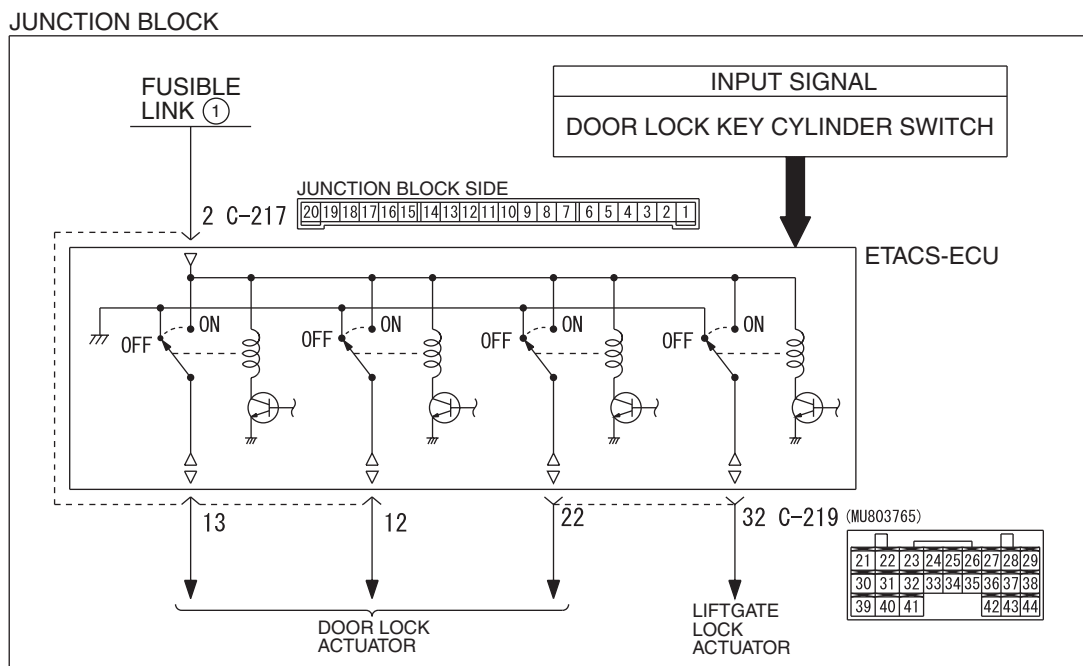 JUNCTION BLOCK
FUSIBLE
LINK ①
INPUT SIGNAL
DOOR LOCK KEY CYLINDER SWITCH
JUNCTION BLOCK SIDE
2 C-217
20 19 18 17 16 15 14 13 12 11 10 9 8 7 6 5 4 3 2 1
ETACS-ECU
OFF ON OFF ON OFF ON OFF ON
13 12 22 32 C-219 (MU803765)
21 22 23 24 25 26 27 28 29
30 31 32 33 34 35 36 37 38
39 40 41 42 43 44
DOOR LOCK
ACTUATOR
LIFTGATE
LOCK
ACTUATOR